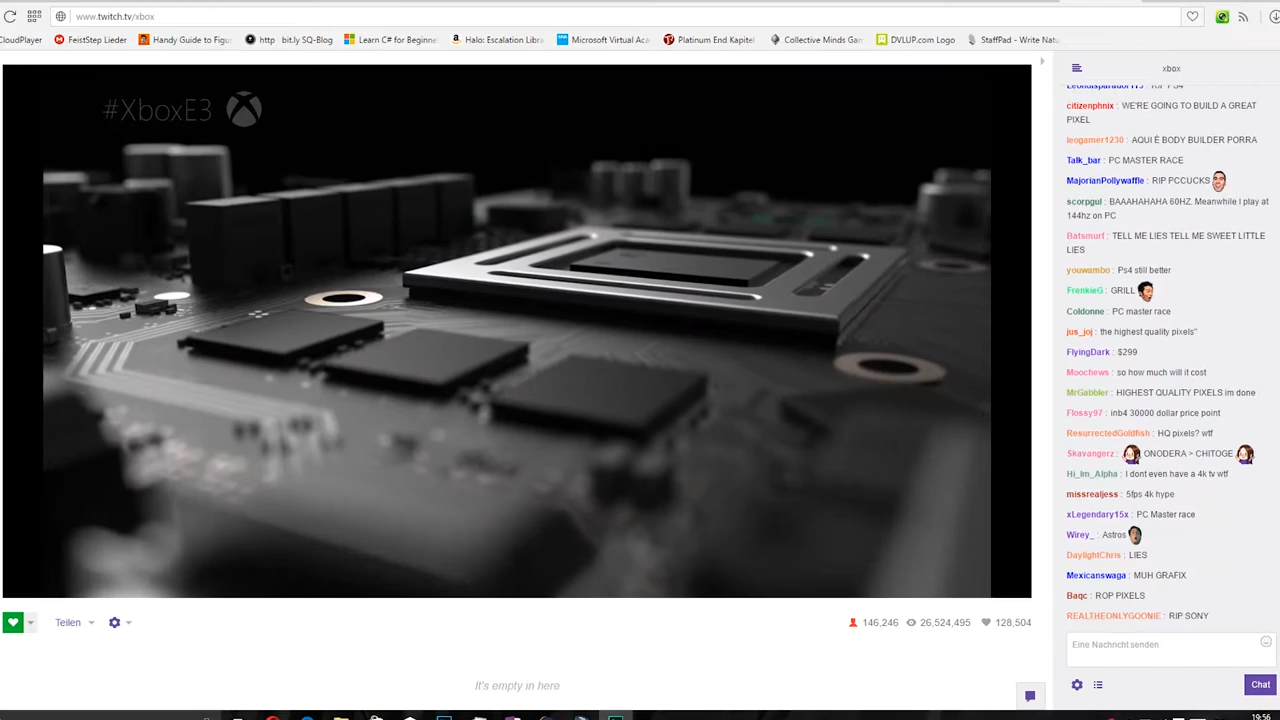 www.twitch.tv/xbox
CloudPlayer
FeistStep Lieder
Handy Guide to Figu
http bit.ly SQ-Blog
Learn C# for Beginne
Halo: Escalation Libra
Microsoft Virtual Aca
Platinum End Kapitel
Collective Minds Gam
DVLUP.com Logo
StaffPad - Write Natu
#XboxE3
xbox
RIP PS4
citizenphnix : WE'RE GOING TO BUILD A GREAT
PIXEL
leogamer1230 : AQUI É BODY BUILDER PORRA
Talk_bar : PC MASTER RACE
MajorianPollywaffle : RIP PCCUCKS
scorpgul : BAAAHAHAHA 60HZ. Meanwhile I play at
144hz on PC
Batsmurf : TELL ME LIES TELL ME SWEET LITTLE
LIES
youwambo : Ps4 still better
FrenkieG : GRILL
Coldonne : PC master race
jus_joj : the highest quality pixels"
FlyingDark : $299
Moochews : so how much will it cost
MrGabbler : HIGHEST QUALITY PIXELS im done
Flossy97 : inb4 30000 dollar price point
ResurrectedGoldfish : HQ pixels? wtf
Skavangerz : ONODERA > CHITOGE
Hi_Im_Alpha : I dont even have a 4k tv wtf
missrealjess : 5fps 4k hype
xLegendary15x : PC Master race
Wirey_ : Astros
DaylightChris : LIES
Mexicanswaga : MUH GRAFIX
Baqc : ROP PIXELS
REALTHEONLYGOONIE : RIP SONY
Teilen
146,246
26,524,495
128,504
Eine Nachricht senden
It's empty in here
Chat
19:56